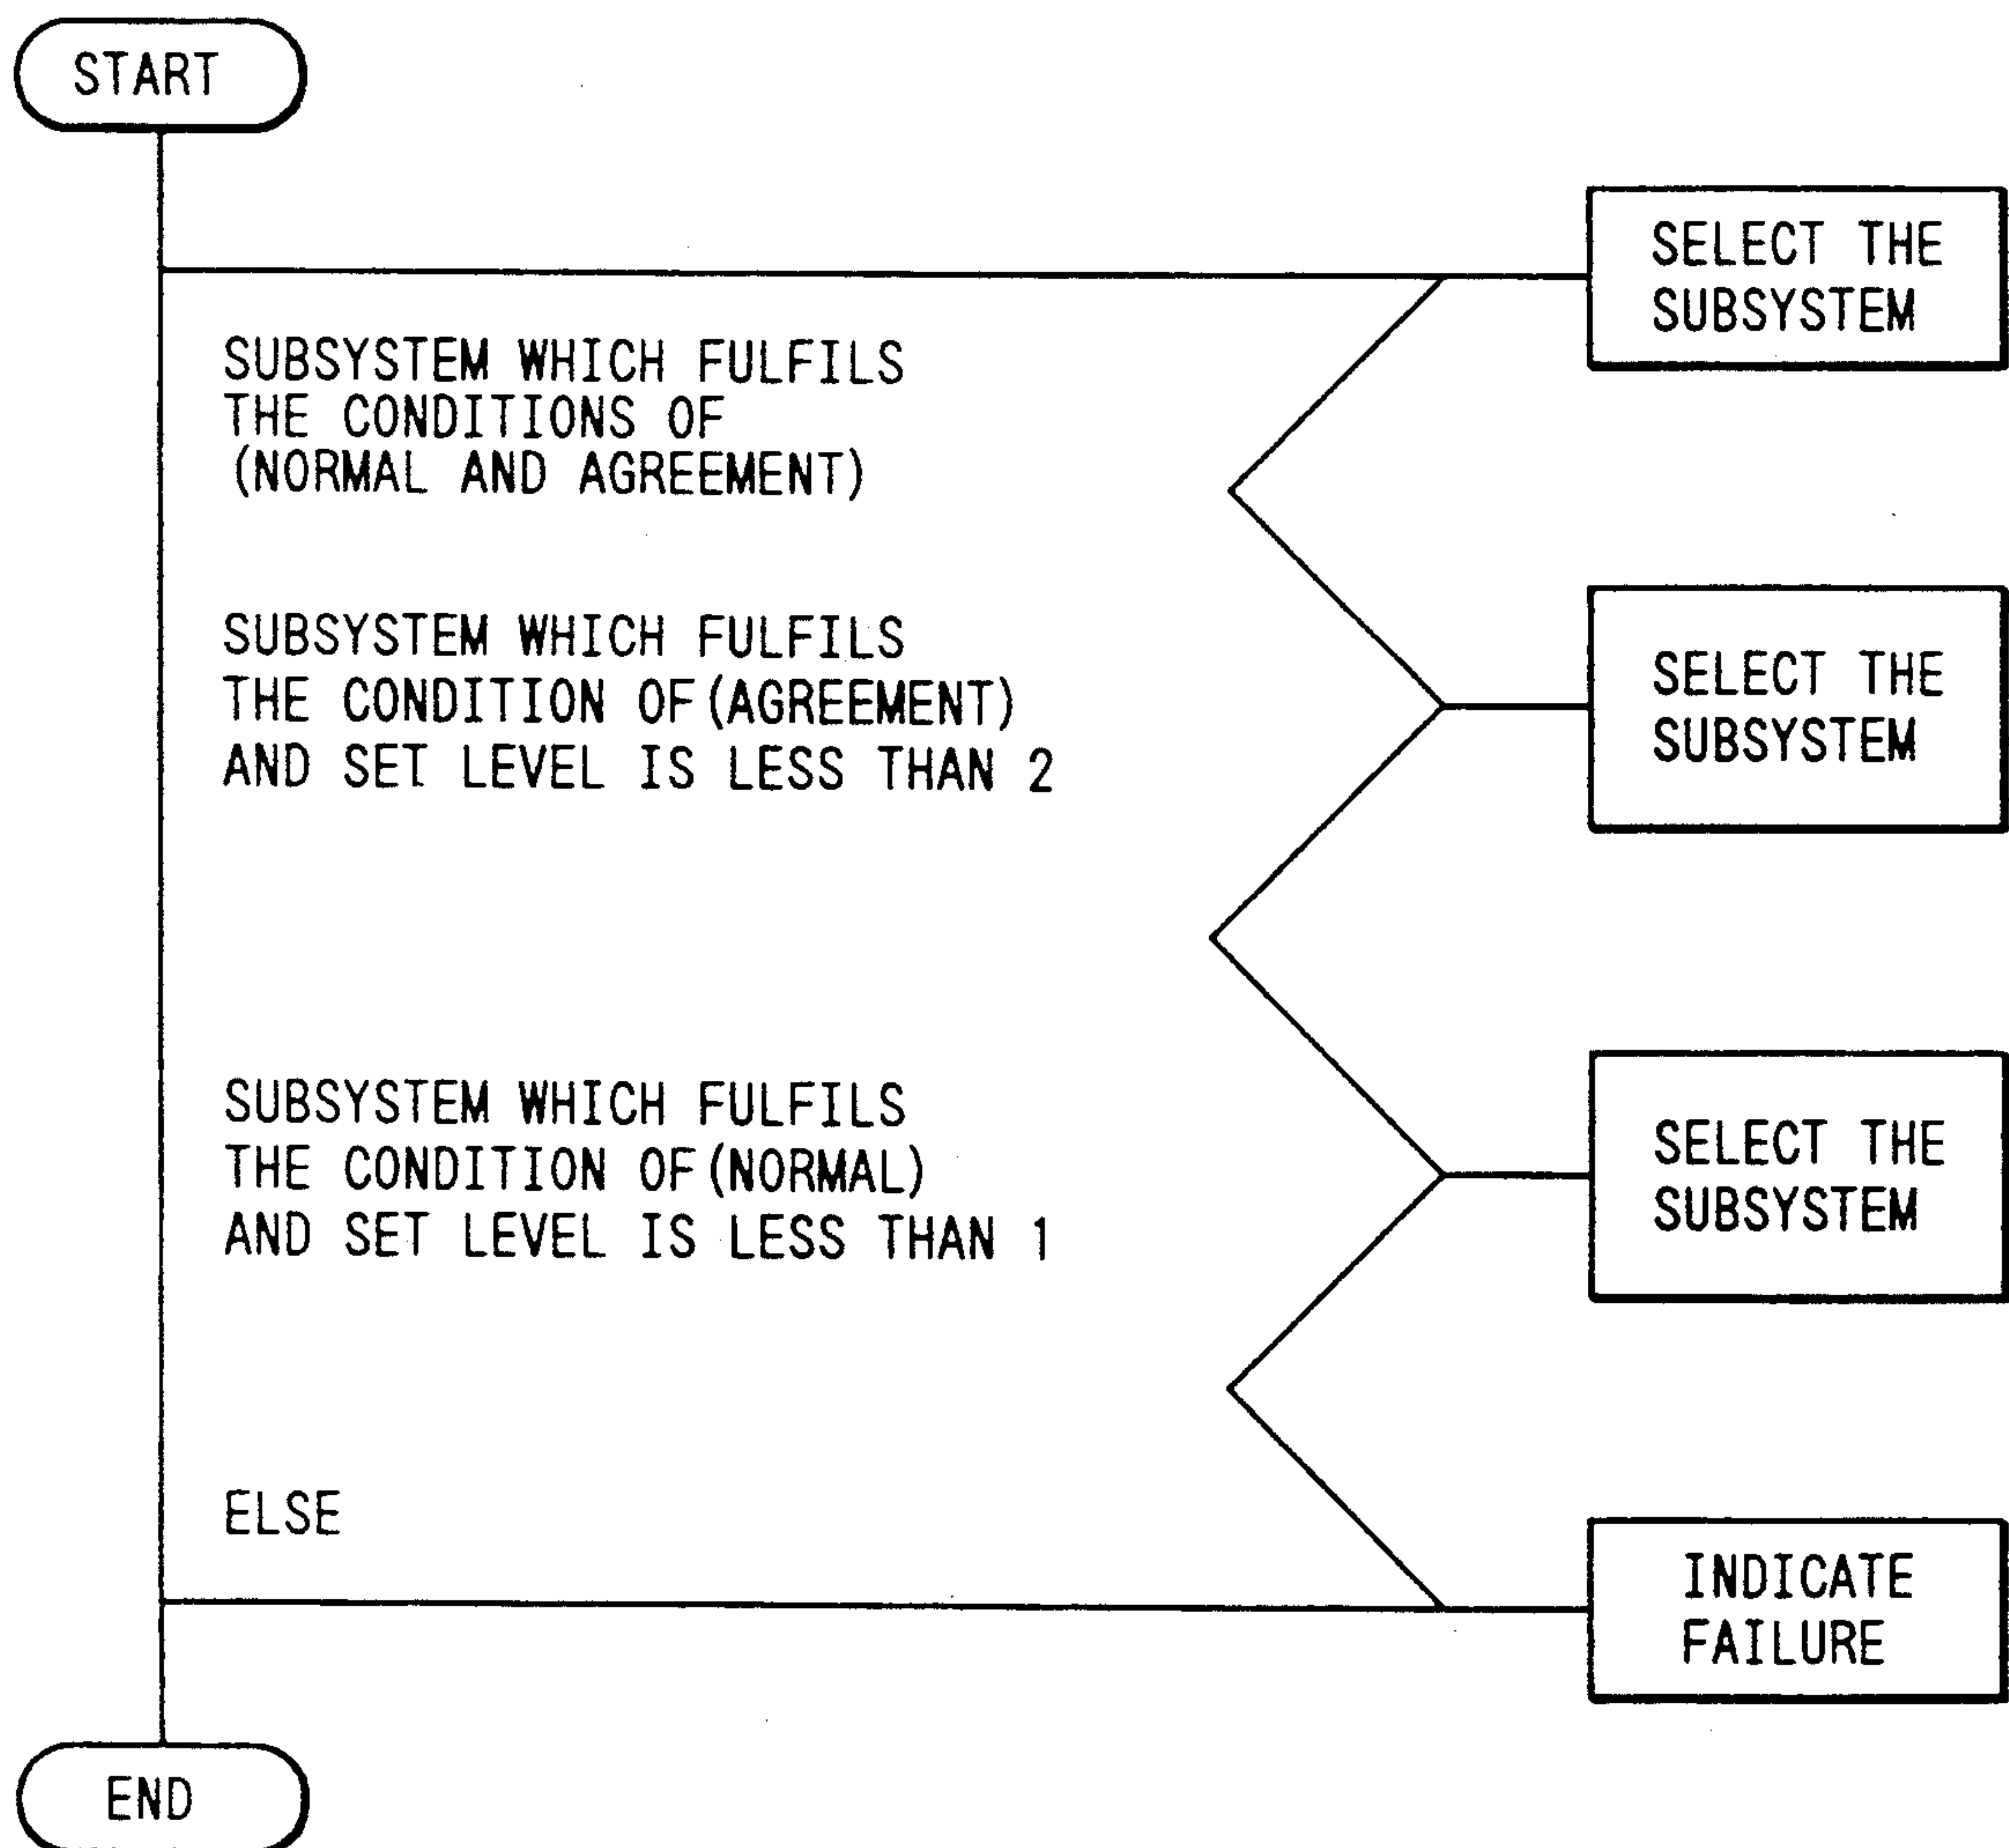 START
SELECT THE
SUBSYSTEM
SUBSYSTEM WHICH FULFILS
THE CONDITIONS OF
(NORMAL AND AGREEMENT)
SUBSYSTEM WHICH FULFILS
THE CONDITION OF (AGREEMENT)
AND SET LEVEL IS LESS THAN 2
SELECT THE
SUBSYSTEM
SUBSYSTEM WHICH FULFILS
THE CONDITION OF (NORMAL)
AND SET LEVEL IS LESS THAN 1
SELECT THE
SUBSYSTEM
ELSE
INDICATE
FAILURE
END